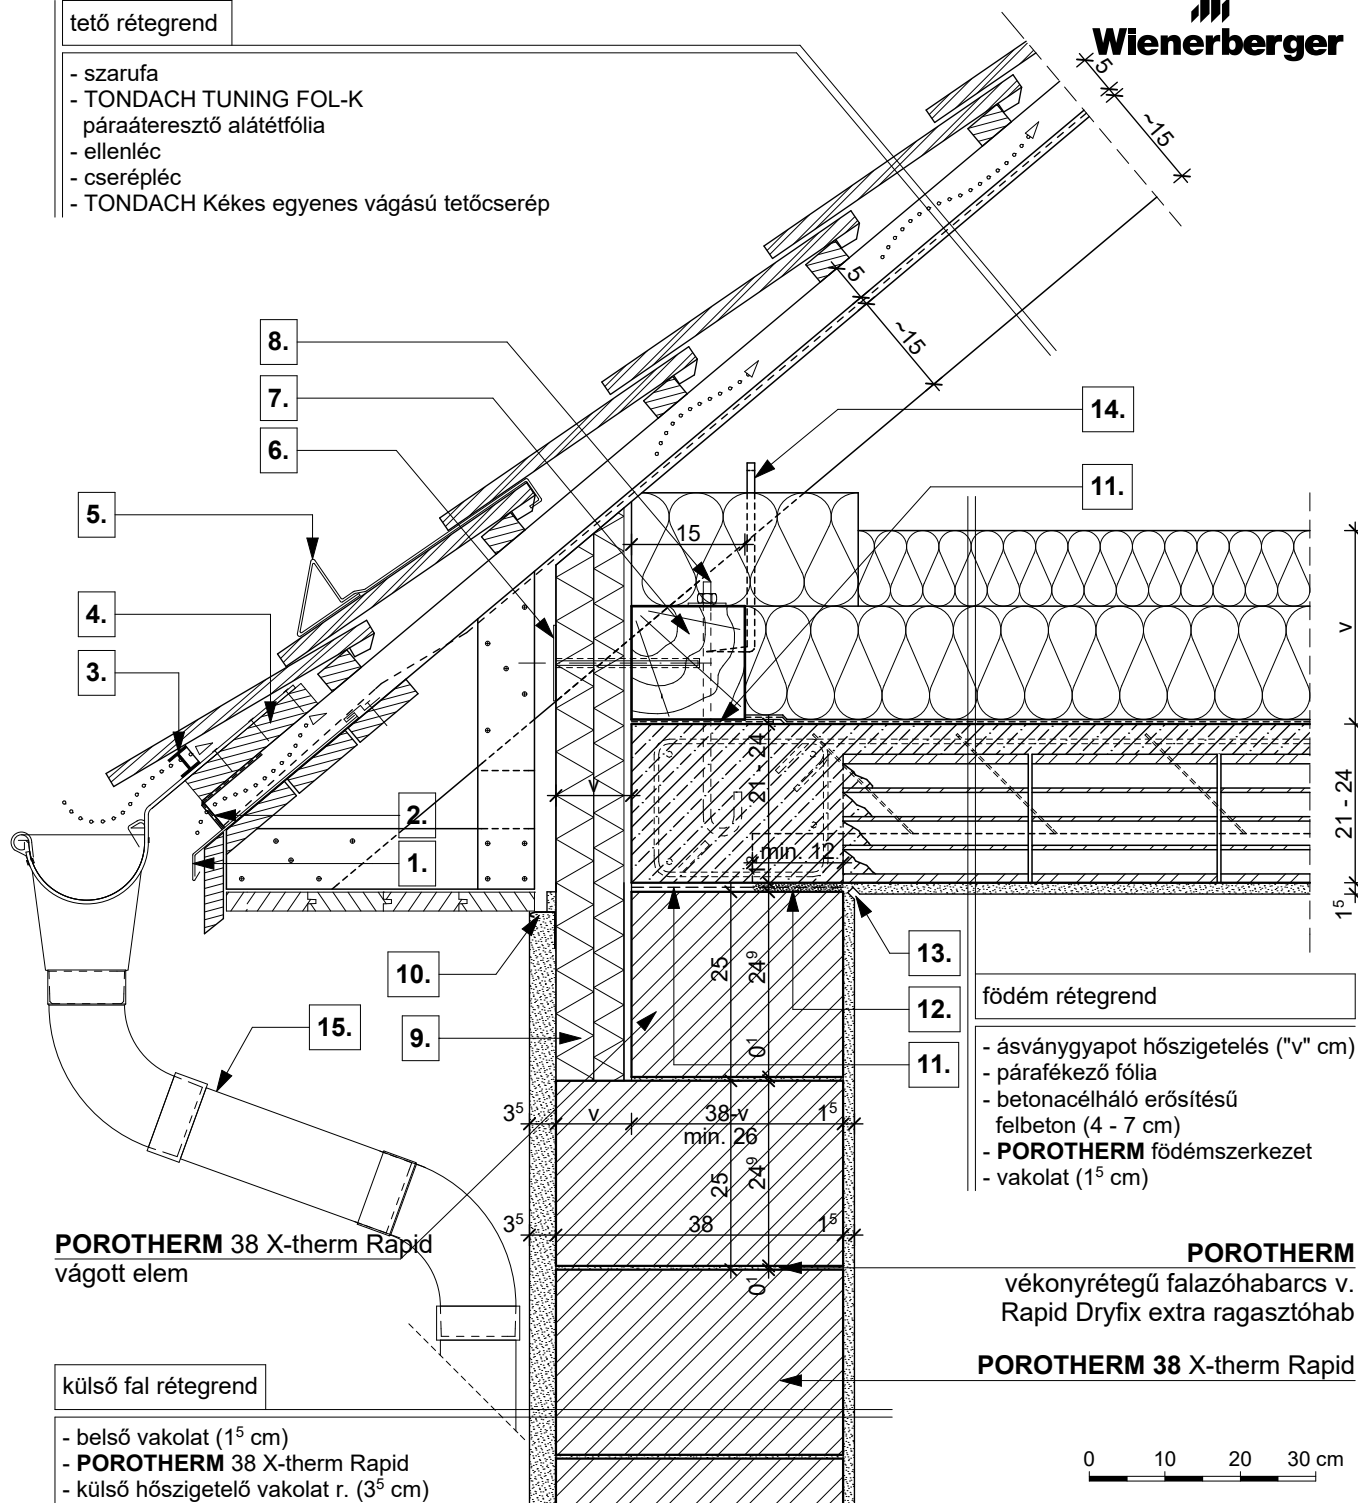 Wienerberger
tető rétegrend
- szarufa
- TONDACH TUNING FOL-K
páraáteresztő alátétfólia
- ellenléc
- cserépléc
- TONDACH Kékes egyenes vágású tetőcserép
5
~15
5
~15
8.
7.
6.
5.
4.
3.
2.
1.
14.
11.
15
v
21 - 24
v
21 - 24
min. 12
1⁵
10.
9.
15.
13.
12.
11.
25
24⁹
0¹
3⁵
v
38-v
min. 26
1⁵
25
24⁹
3⁵
38
1⁵
0¹
födém rétegrend
- ásványgyapot hőszigetelés ("v" cm)
- párafékező fólia
- betonacélháló erősítésű
felbeton (4 - 7 cm)
- POROTHERM födémszerkezet
- vakolat (1⁵ cm)
POROTHERM 38 X-therm Rapid
vágott elem
POROTHERM
vékonyrétegű falazóhabarcs v.
Rapid Dryfix extra ragasztóhab
POROTHERM 38 X-therm Rapid
külső fal rétegrend
- belső vakolat (1⁵ cm)
- POROTHERM 38 X-therm Rapid
- külső hőszigetelő vakolat r. (3⁵ cm)
0 10 20 30 cm